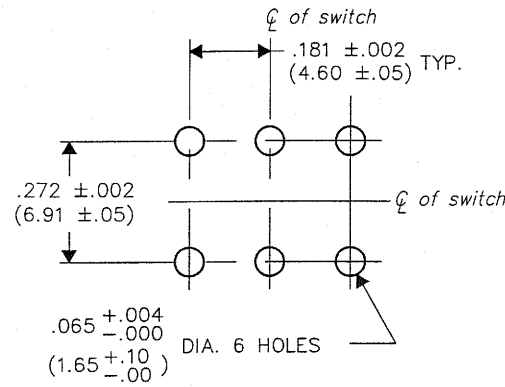 ℄ of switch
.181 ±.002 TYP.
(4.60 ±.05)
.272 ±.002
(6.91 ±.05)
℄ of switch
.065 +.004 -.000 DIA. 6 HOLES
(1.65 +.10 -.00)